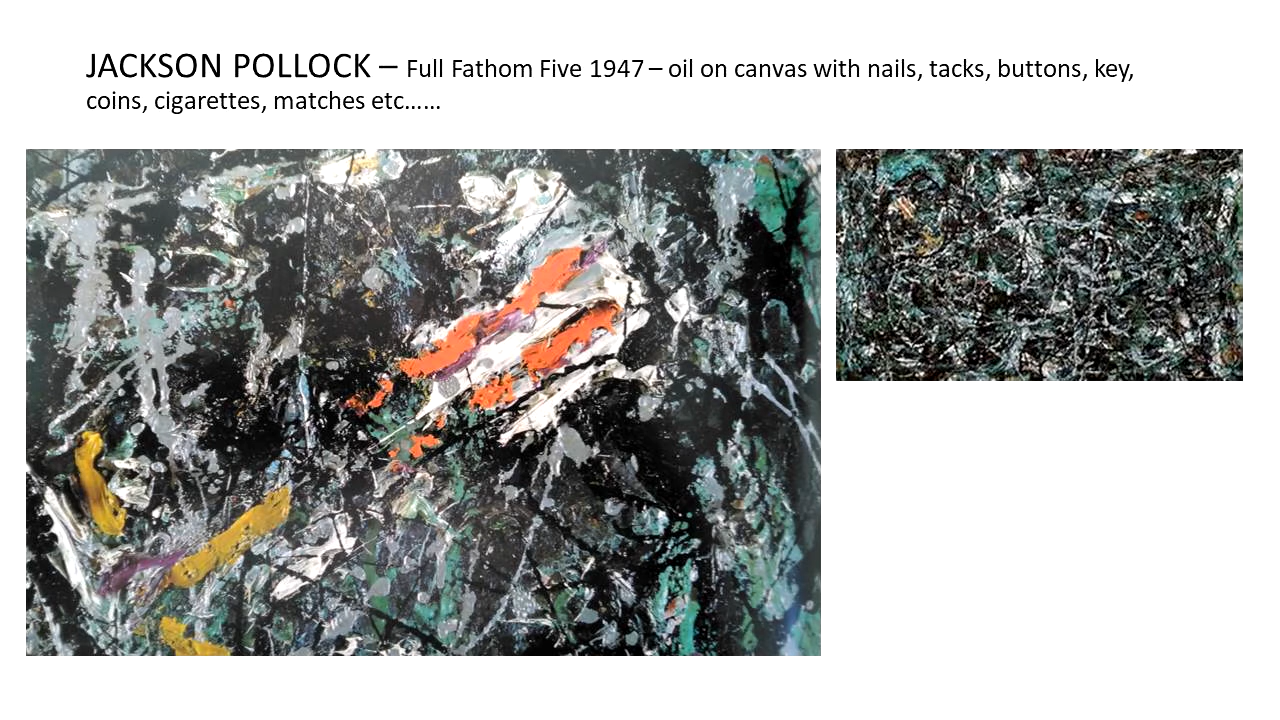 JACKSON POLLOCK – Full Fathom Five 1947 – oil on canvas with nails, tacks, buttons, key,
coins, cigarettes, matches etc……